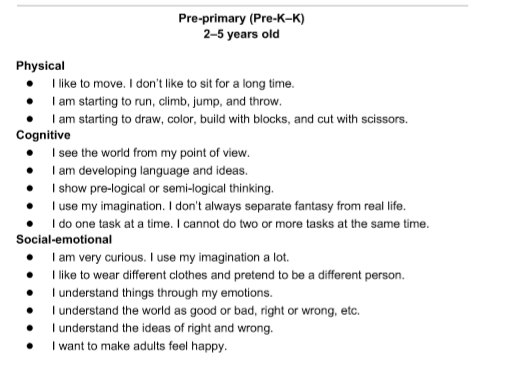 Pre-primary (Pre-K–K)
2–5 years old
Physical
● I like to move. I don't like to sit for a long time.
● I am starting to run, climb, jump, and throw.
● I am starting to draw, color, build with blocks, and cut with scissors.
Cognitive
● I see the world from my point of view.
● I am developing language and ideas.
● I show pre-logical or semi-logical thinking.
● I use my imagination. I don't always separate fantasy from real life.
● I do one task at a time. I cannot do two or more tasks at the same time.
Social-emotional
● I am very curious. I use my imagination a lot.
● I like to wear different clothes and pretend to be a different person.
● I understand things through my emotions.
● I understand the world as good or bad, right or wrong, etc.
● I understand the ideas of right and wrong.
● I want to make adults feel happy.